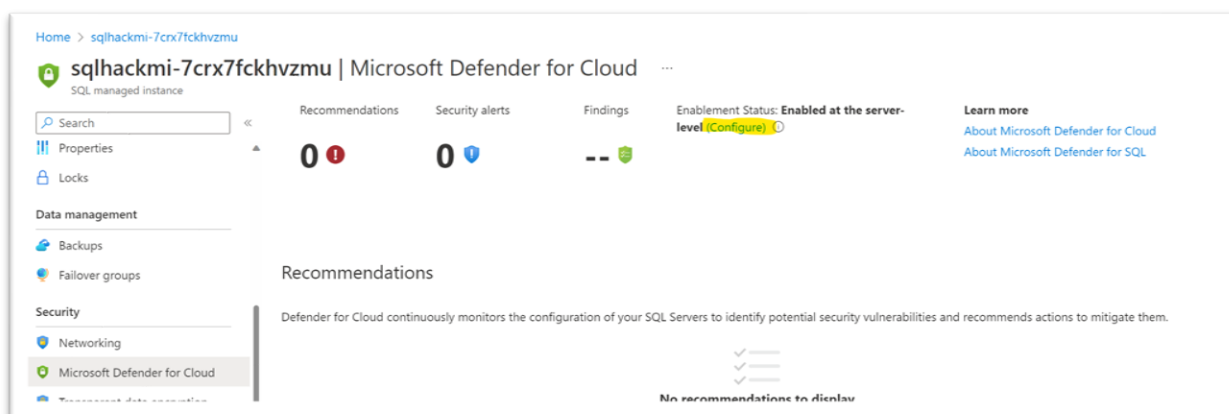 Home > sqlhackmi-7crx7fckhvzmu
sqlhackmi-7crx7fckhvzmu | Microsoft Defender for Cloud ...
SQL managed instance
Search
«
Properties
Locks
Data management
Backups
Failover groups
Security
Networking
Microsoft Defender for Cloud
Transparent data encryption
Recommendations
0
Security alerts
0
Findings
--
Enablement Status: Enabled at the server-
level (Configure)
Learn more
About Microsoft Defender for Cloud
About Microsoft Defender for SQL
Recommendations
Defender for Cloud continuously monitors the configuration of your SQL Servers to identify potential security vulnerabilities and recommends actions to mitigate them.
No recommendations to display